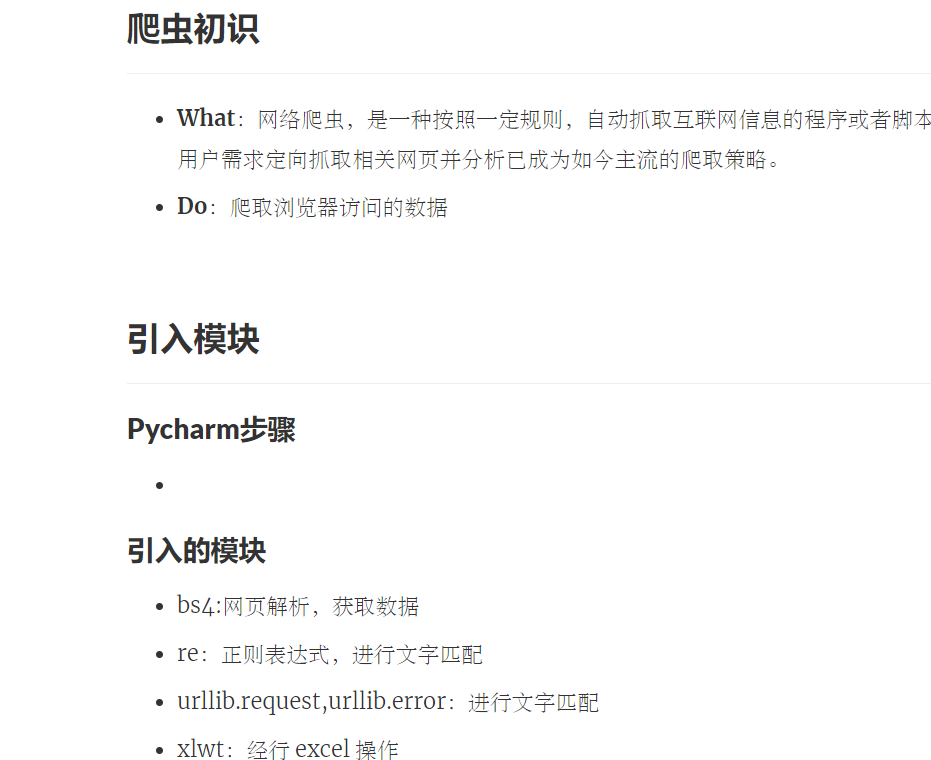 爬虫初识
What：网络爬虫，是一种按照一定规则，自动抓取互联网信息的程序或者脚本
用户需求定向抓取相关网页并分析已成为如今主流的爬取策略。
Do：爬取浏览器访问的数据
引入模块
Pycharm步骤
引入的模块
bs4:网页解析，获取数据
re：正则表达式，进行文字匹配
urllib.request,urllib.error：进行文字匹配
xlwt：经行 excel 操作